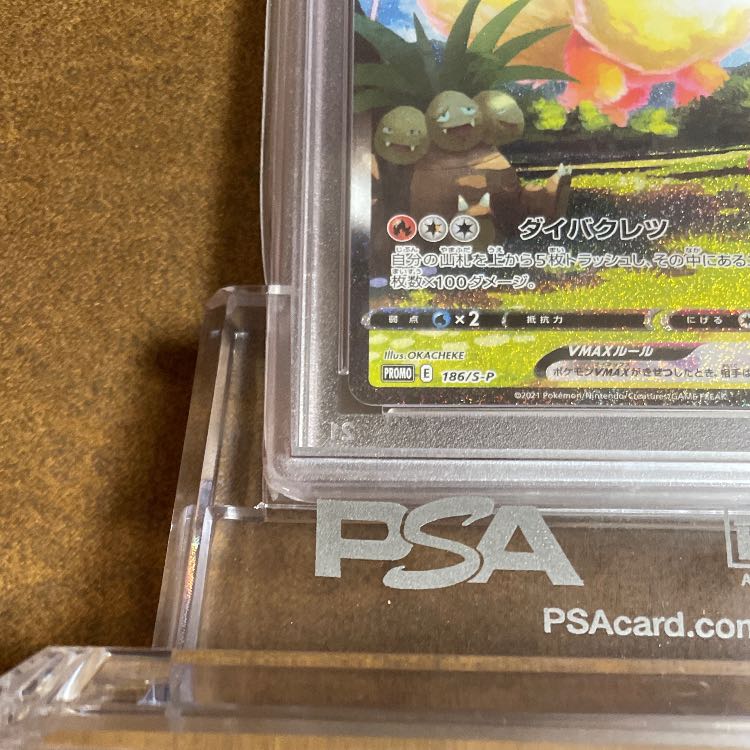 ダイバクレツ
自分の山札を上から5枚トラッシュし、その中にある
枚数×100ダメージ。
弱点 ×2 抵抗力 にげる
Illus. OKACHEKE
VMAXルール
PROMO E 186/S-P
ポケモンVMAXがきぜつしたとき、相手は
©2021 Pokémon/Nintendo/Creatures/GAME FREAK
PSA
PSAcard.com